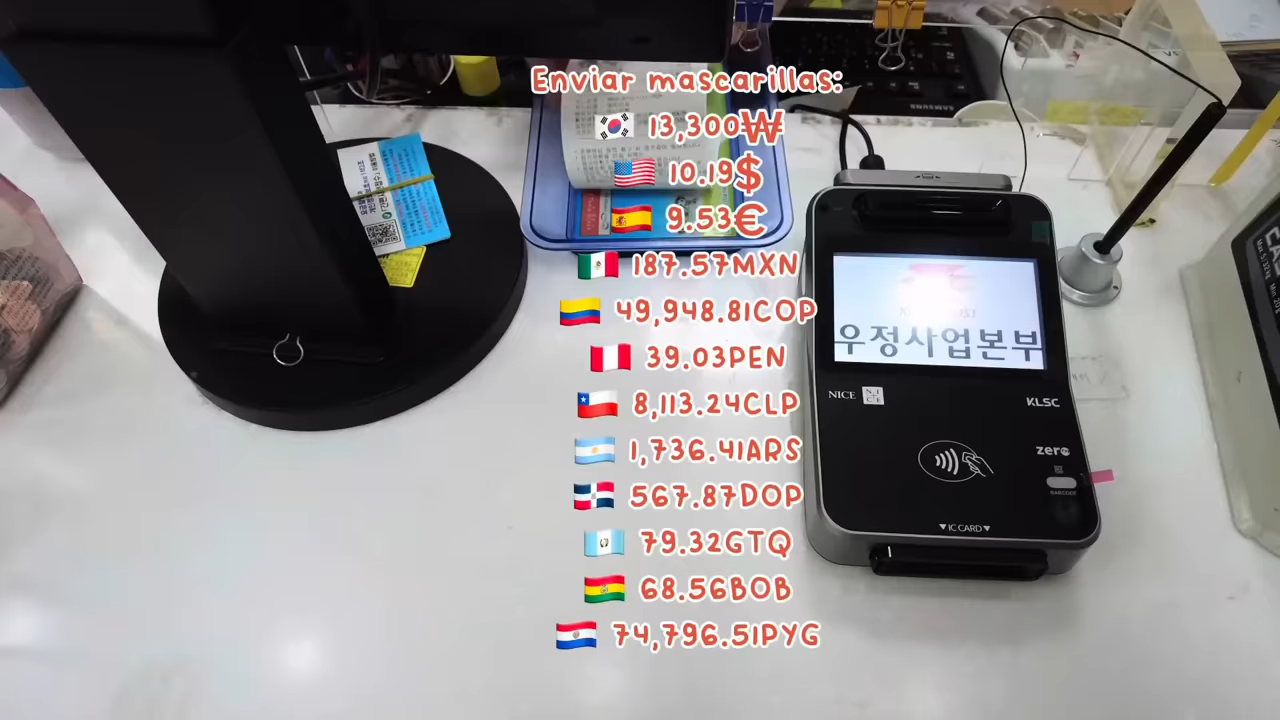 Enviar mascarillas:
13,300₩
10.19$
9.53€
187.57MXN
49,948.81COP
39.03PEN
8,113.24CLP
1,736.41ARS
567.87DOP
79.32GTQ
68.56BOB
74,796.51PYG
우정사업본부
NICE
KLSC
zero
BARCODE
▼IC CARD▼
SAMSUNG